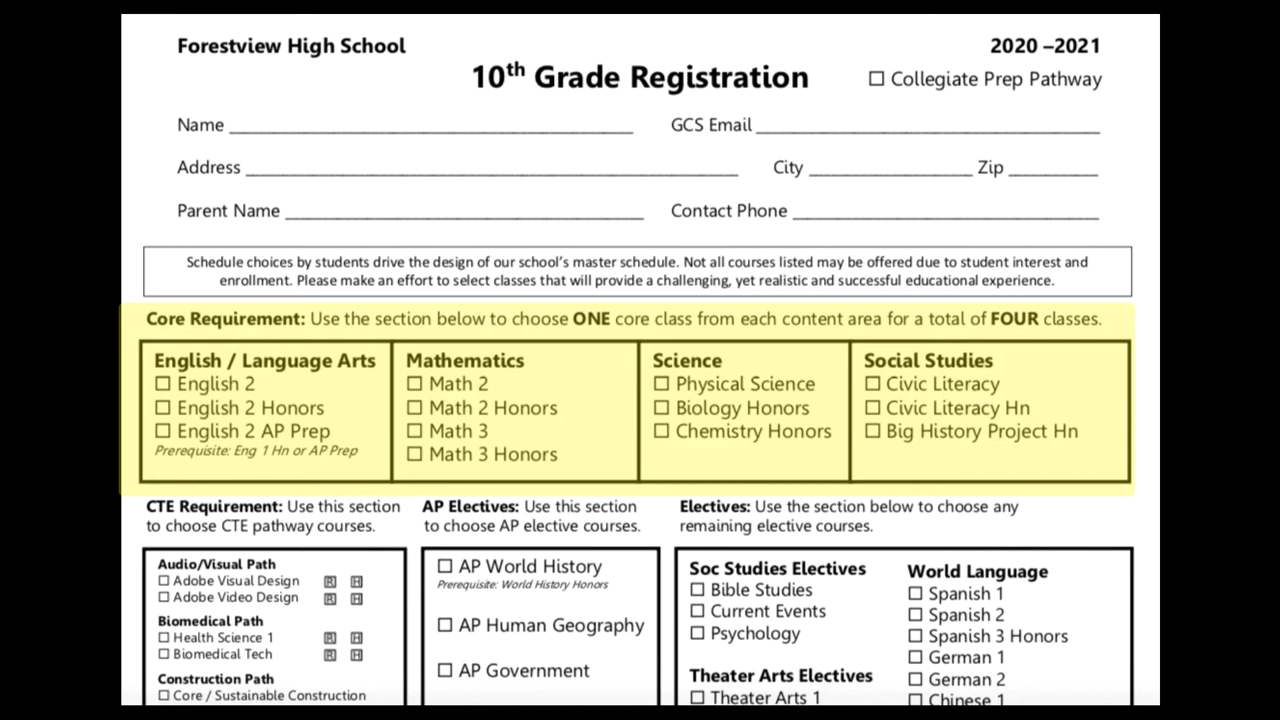 Forestview High School 2020 –2021
10th Grade Registration ☐ Collegiate Prep Pathway
Name ________ GCS Email ________
Address ________ City ________ Zip ________
Parent Name ________ Contact Phone ________
Schedule choices by students drive the design of our school's master schedule. Not all courses listed may be offered due to student interest and
enrollment. Please make an effort to select classes that will provide a challenging, yet realistic and successful educational experience.
Core Requirement: Use the section below to choose ONE core class from each content area for a total of FOUR classes.
English / Language Arts
☐ English 2
☐ English 2 Honors
☐ English 2 AP Prep
Prerequisite: Eng 1 Hn or AP Prep
Mathematics
☐ Math 2
☐ Math 2 Honors
☐ Math 3
☐ Math 3 Honors
Science
☐ Physical Science
☐ Biology Honors
☐ Chemistry Honors
Social Studies
☐ Civic Literacy
☐ Civic Literacy Hn
☐ Big History Project Hn
CTE Requirement: Use this section
to choose CTE pathway courses.
Audio/Visual Path
☐ Adobe Visual Design R H
☐ Adobe Video Design R H
Biomedical Path
☐ Health Science 1 R H
☐ Biomedical Tech R H
Construction Path
☐ Core / Sustainable Construction
AP Electives: Use this section
to choose AP elective courses.
☐ AP World History
Prerequisite: World History Honors
☐ AP Human Geography
☐ AP Government
Electives: Use the section below to choose any
remaining elective courses.
Soc Studies Electives
☐ Bible Studies
☐ Current Events
☐ Psychology
Theater Arts Electives
☐ Theater Arts 1
World Language
☐ Spanish 1
☐ Spanish 2
☐ Spanish 3 Honors
☐ German 1
☐ German 2
☐ Chinese 1